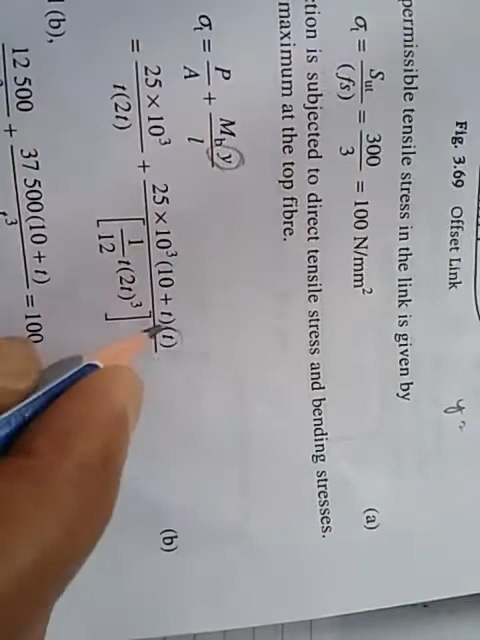 Fig. 3.69 Offset Link
y =
permissible tensile stress in the link is given by
σt = Sut / (fs) = 300 / 3 = 100 N/mm² (a)
ction is subjected to direct tensile stress and bending stresses.
maximum at the top fibre.
σt = P / A + Mb y / I
= 25 × 10³ / t(2t) + 25 × 10³(10 + t)(t) / [1/12 t(2t)³] (b)
(b),
12 500 + 37 500(10 + t) / t³ = 100